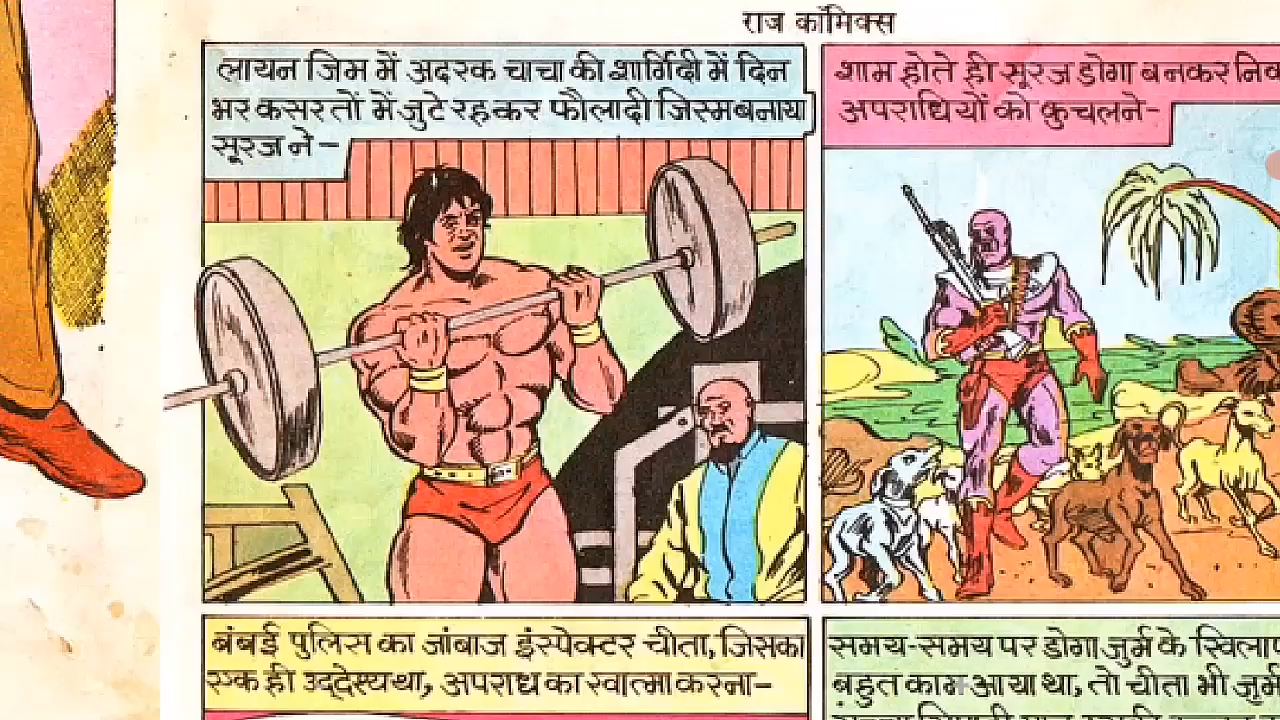 राज कॉमिक्स
लायन जिम में अदरक चाचा की शागिर्दी में दिन
भर कसरतों में जुटे रहकर फौलादी जिस्म बनाया
सूरज ने –
शाम होते ही सूरज डोगा बनकर
अपराधियों को कुचलने–
बंबई पुलिस का जांबाज इंस्पेक्टर चीता, जिसका
एक ही उद्देश्य था, अपराध का खात्मा करना–
समय-समय पर डोगा जुर्म के
बहुत काम आया था, तो चीता भी